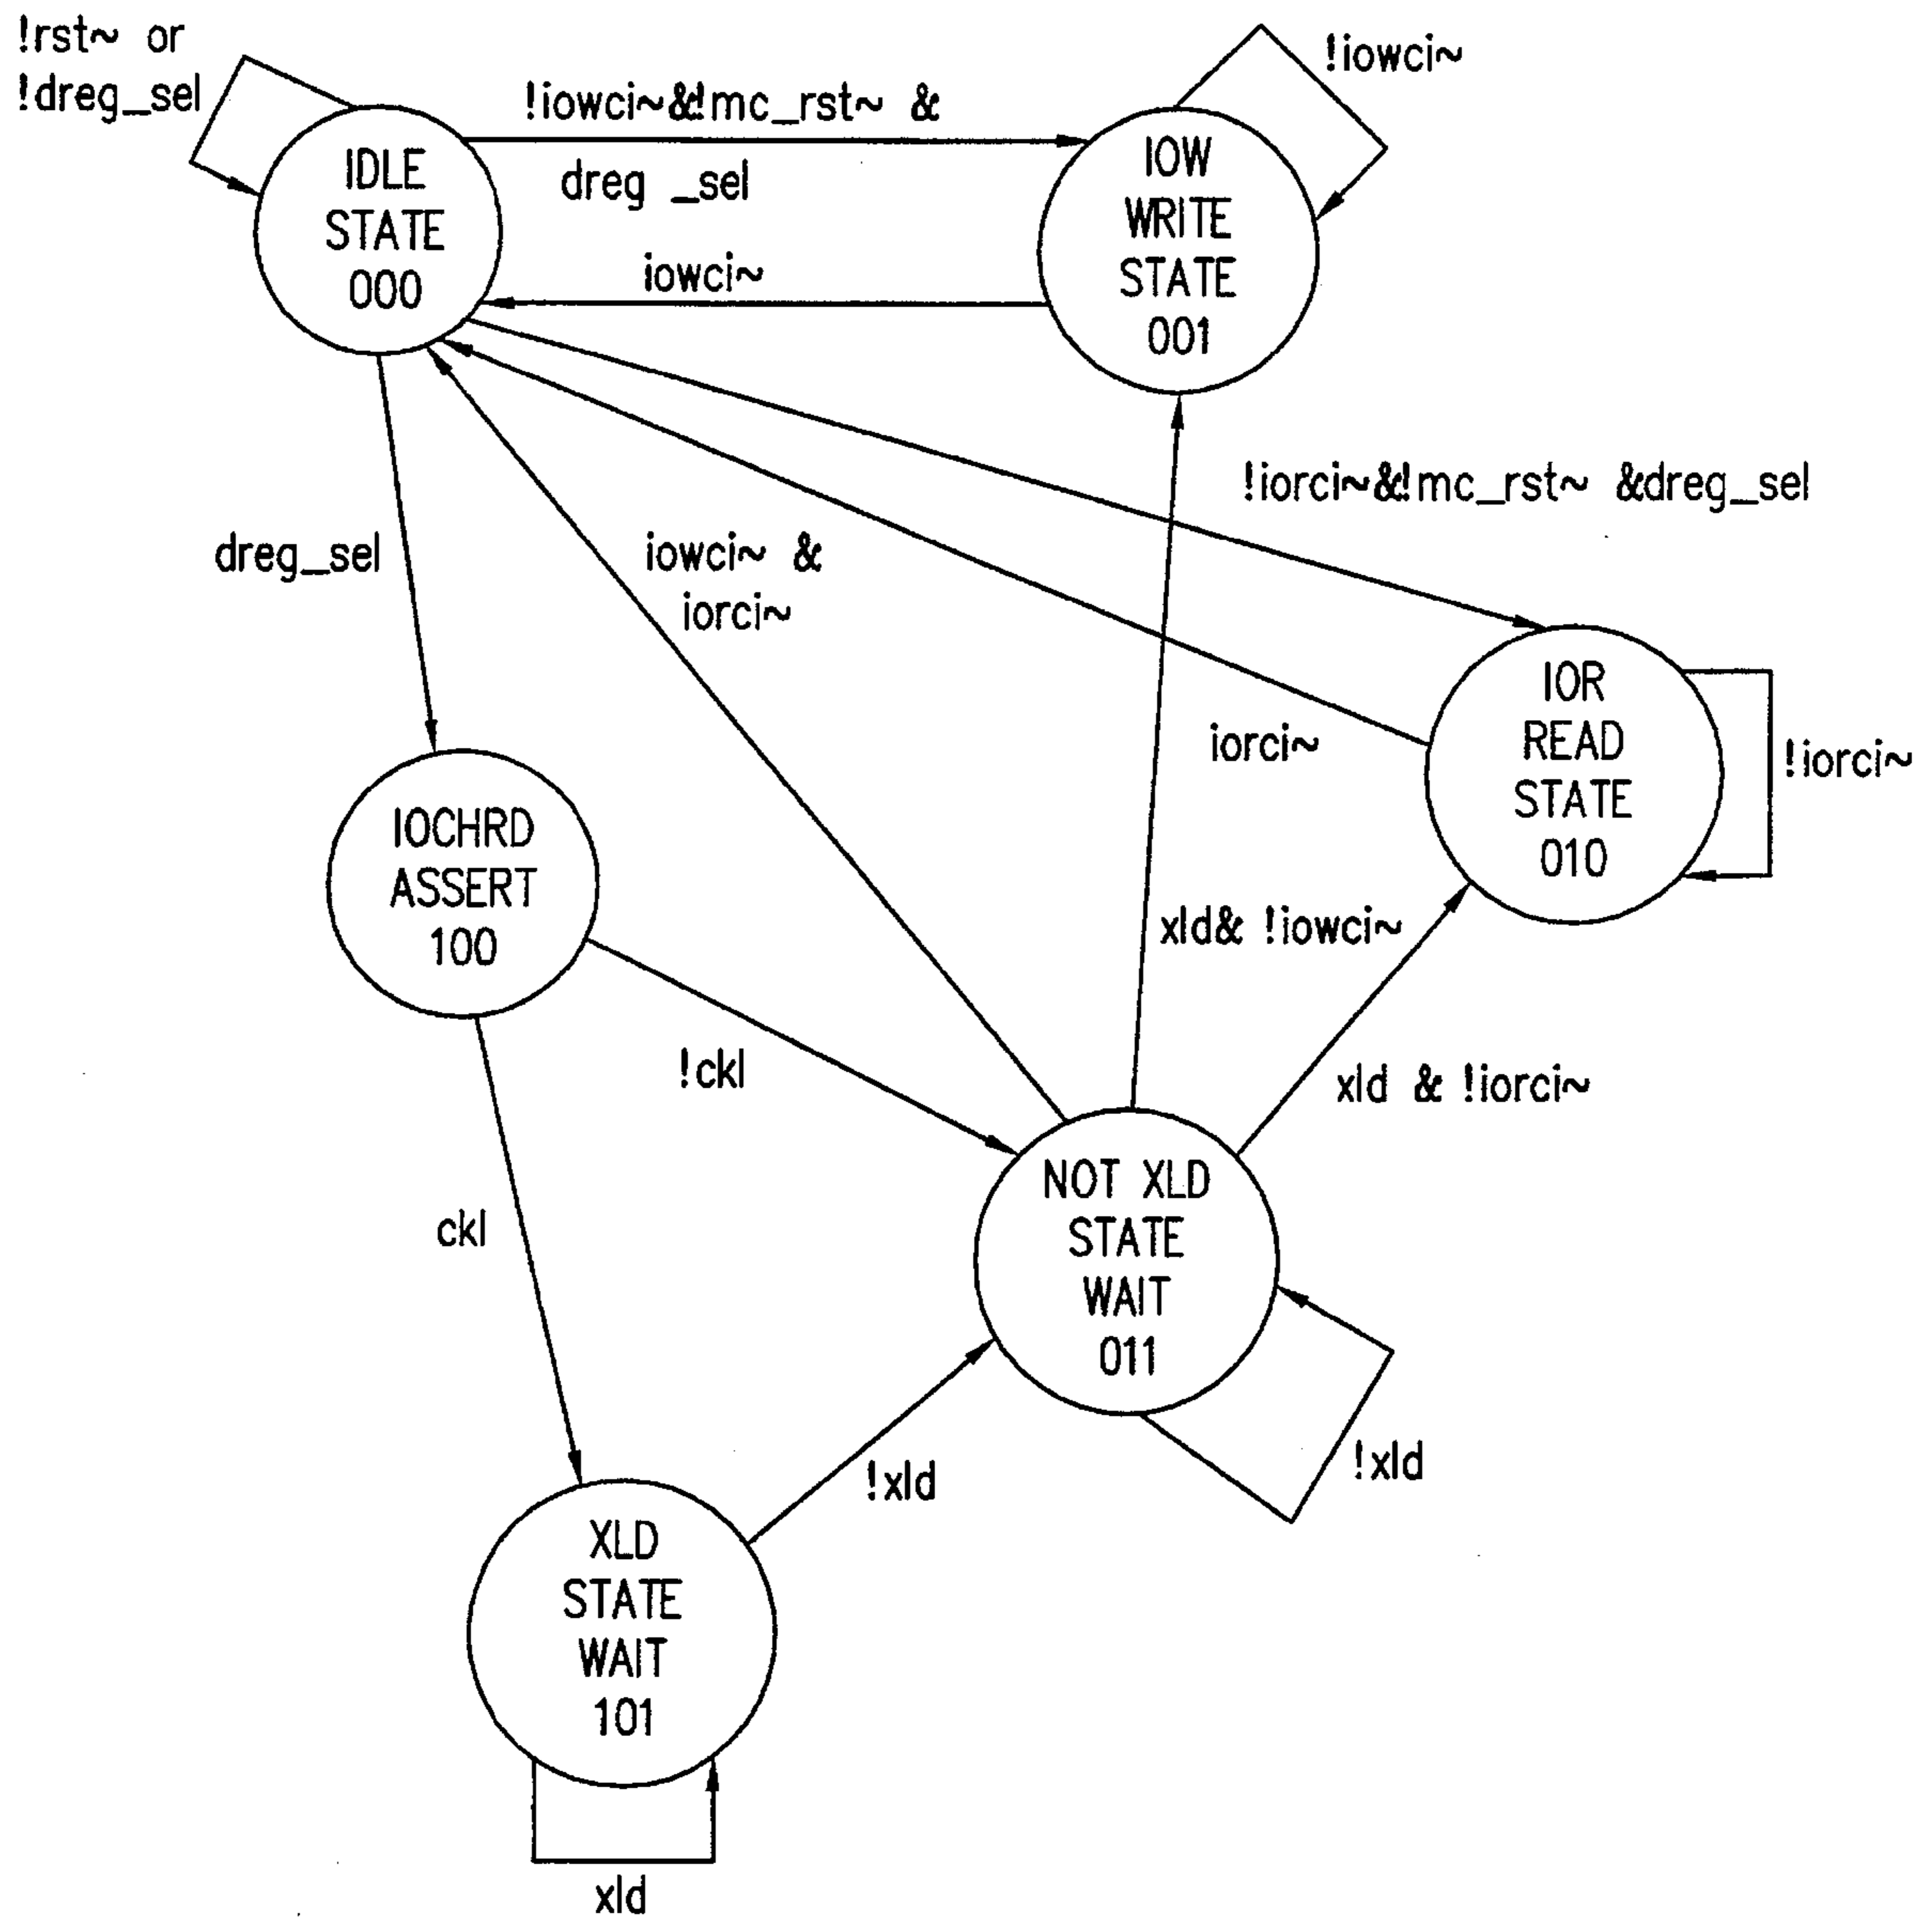 !rst~ or
!dreg_sel
!iowci~&!mc_rst~ &
dreg _sel
!iowci~
IDLE
STATE
000
IOW
WRITE
STATE
001
iowci~
!iorci~&!mc_rst~ &dreg_sel
dreg_sel
iowci~ &
iorci~
iorci~
IOR
READ
STATE
010
!iorci~
IOCHRD
ASSERT
100
xld& !iowci~
xld & !iorci~
!ckl
ckl
NOT XLD
STATE
WAIT
011
!xld
!xld
XLD
STATE
WAIT
101
xld